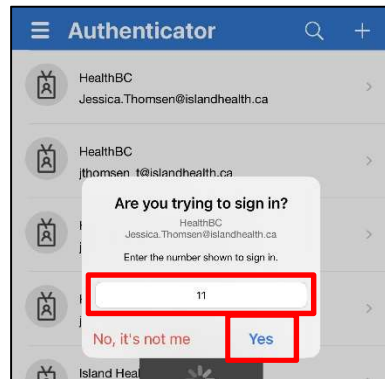 Authenticator
HealthBC
Jessica.Thomsen@islandhealth.ca
HealthBC
jthomsen_t@islandhealth.ca
Are you trying to sign in?
HealthBC
Jessica.Thomsen@islandhealth.ca
Enter the number shown to sign in.
11
No, it's not me
Yes
Island Heal